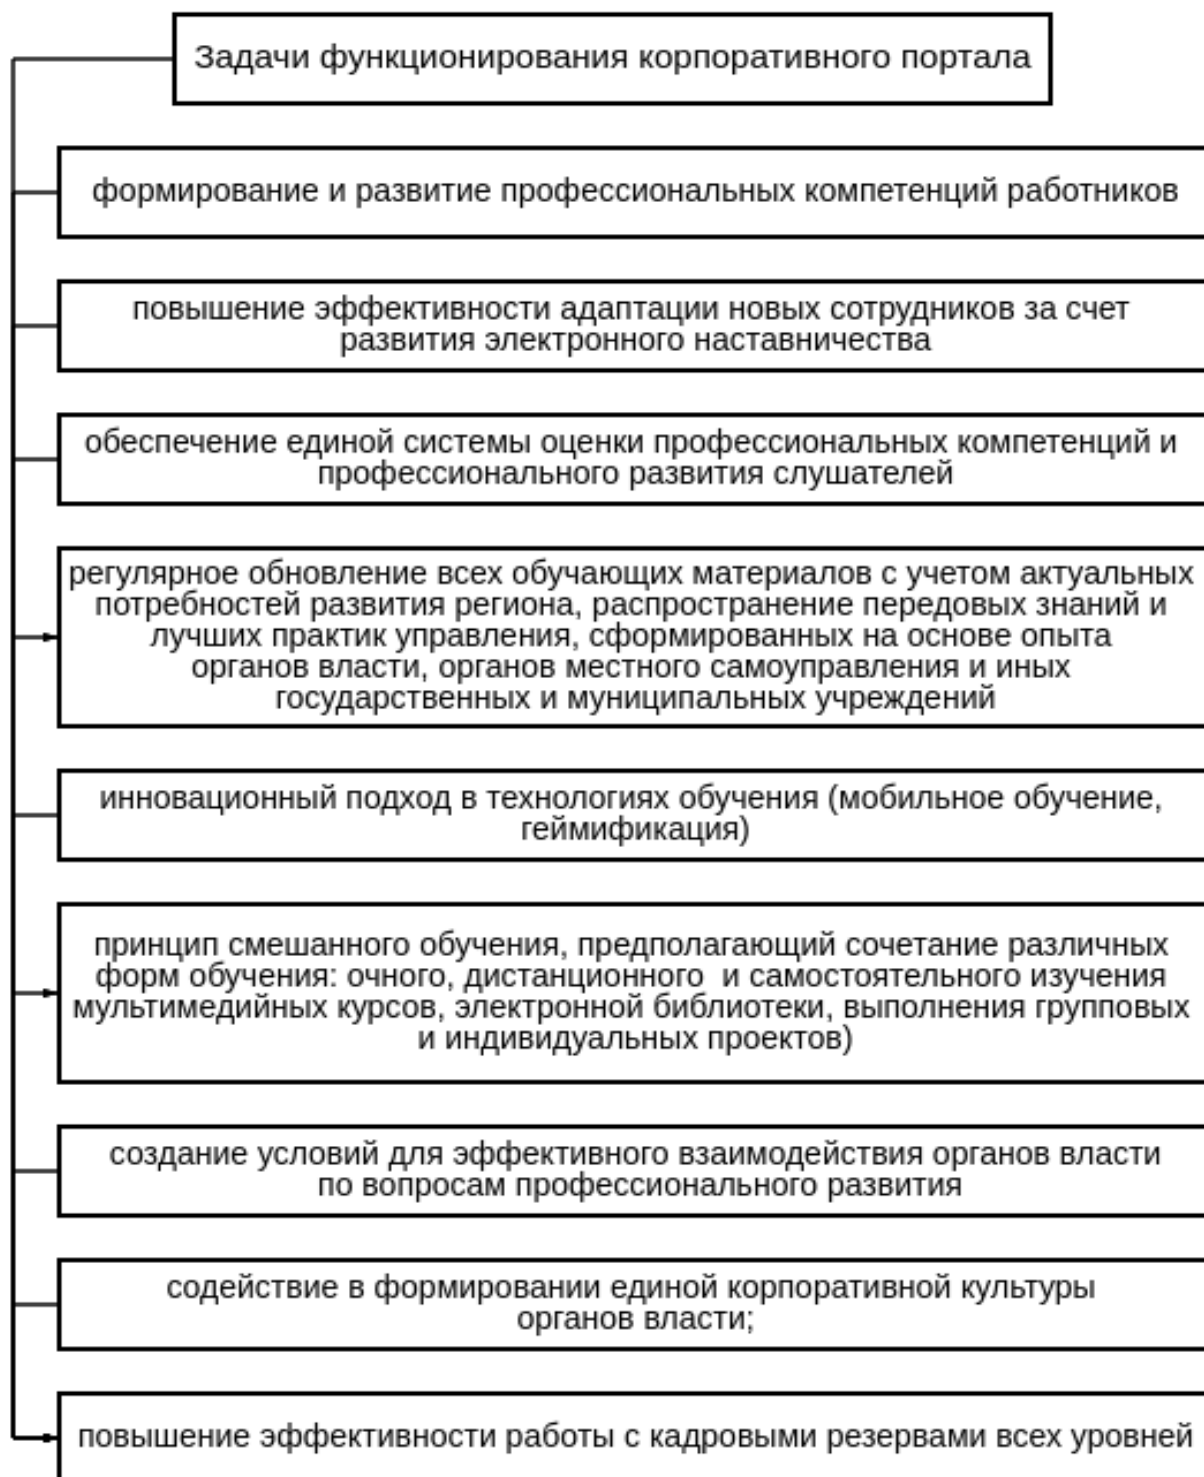 Задачи функционирования корпоративного портала
формирование и развитие профессиональных компетенций работников
повышение эффективности адаптации новых сотрудников за счет
развития электронного наставничества
обеспечение единой системы оценки профессиональных компетенций и
профессионального развития слушателей
регулярное обновление всех обучающих материалов с учетом актуальных
потребностей развития региона, распространение передовых знаний и
лучших практик управления, сформированных на основе опыта
органов власти, органов местного самоуправления и иных
государственных и муниципальных учреждений
инновационный подход в технологиях обучения (мобильное обучение,
геймификация)
принцип смешанного обучения, предполагающий сочетание различных
форм обучения: очного, дистанционного  и самостоятельного изучения
мультимедийных курсов, электронной библиотеки, выполнения групповых
и индивидуальных проектов)
создание условий для эффективного взаимодействия органов власти
по вопросам профессионального развития
содействие в формировании единой корпоративной культуры
органов власти;
повышение эффективности работы с кадровыми резервами всех уровней